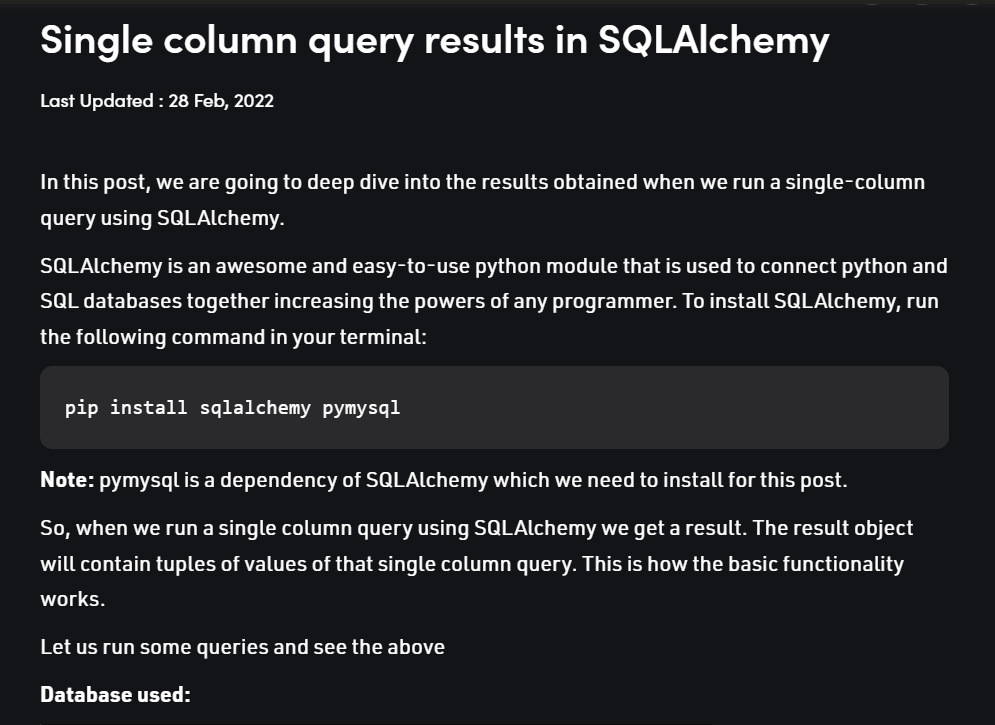 Single column query results in SQLAlchemy
Last Updated : 28 Feb, 2022
In this post, we are going to deep dive into the results obtained when we run a single-column
query using SQLAlchemy.
SQLAlchemy is an awesome and easy-to-use python module that is used to connect python and
SQL databases together increasing the powers of any programmer. To install SQLAlchemy, run
the following command in your terminal:
pip install sqlalchemy pymysql
Note: pymysql is a dependency of SQLAlchemy which we need to install for this post.
So, when we run a single column query using SQLAlchemy we get a result. The result object
will contain tuples of values of that single column query. This is how the basic functionality
works.
Let us run some queries and see the above
Database used: